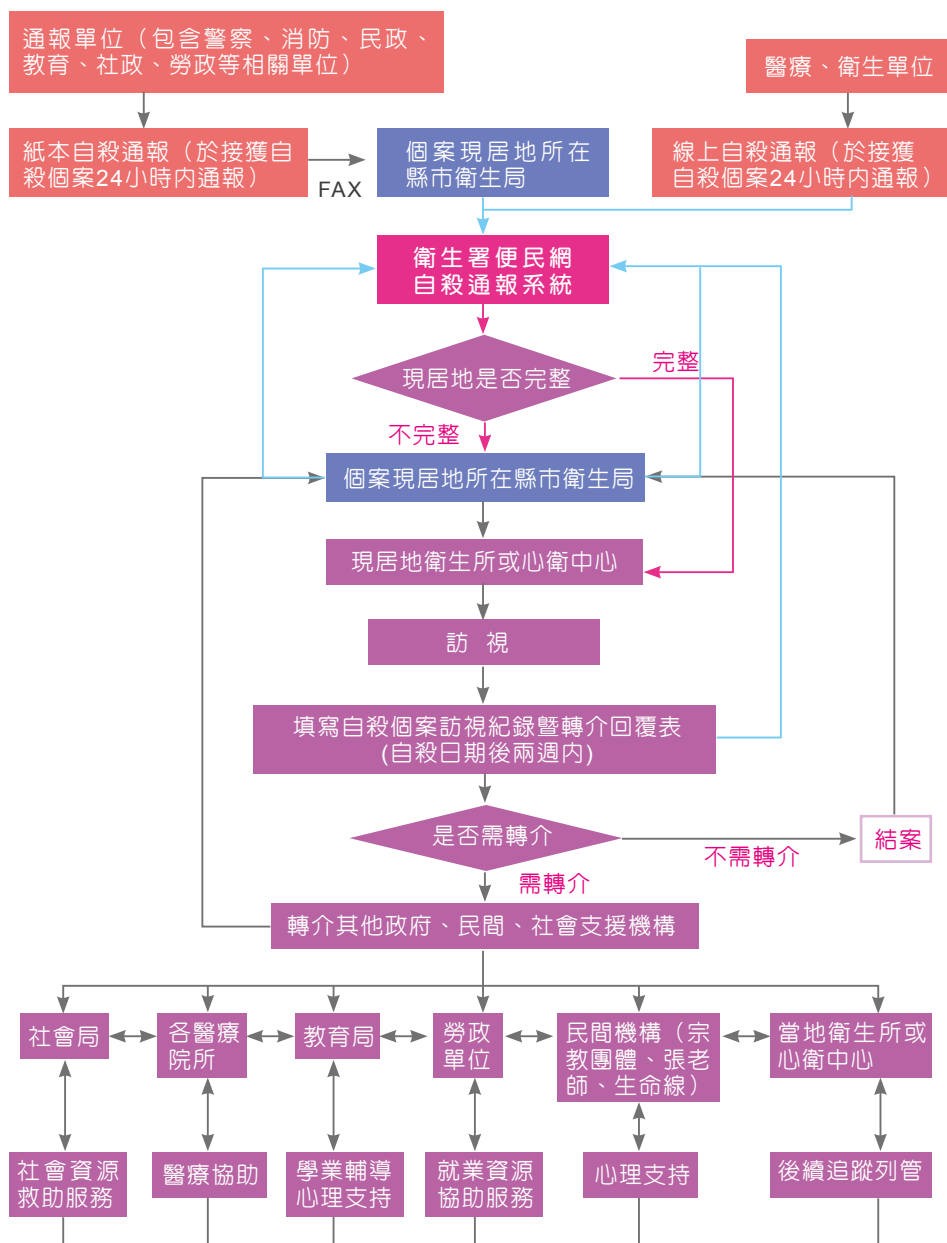 通報單位（包含警察、消防、民政、
教育、社政、勞政等相關單位）
醫療、衛生單位
紙本自殺通報（於接獲自
殺個案24小時內通報）
FAX
個案現居地所在
縣市衛生局
線上自殺通報（於接獲
自殺個案24小時內通報）
衛生署便民網
自殺通報系統
現居地是否完整
完整
不完整
個案現居地所在縣市衛生局
現居地衛生所或心衛中心
訪 視
填寫自殺個案訪視紀錄暨轉介回覆表
(自殺日期後兩週內)
是否需轉介
不需轉介
結案
需轉介
轉介其他政府、民間、社會支援機構
社會局
各醫療
院所
教育局
勞政
單位
民間機構（宗
教團體、張老
師、生命線）
當地衛生所或
心衛中心
社會資源
救助服務
醫療協助
學業輔導
心理支持
就業資源
協助服務
心理支持
後續追蹤列管